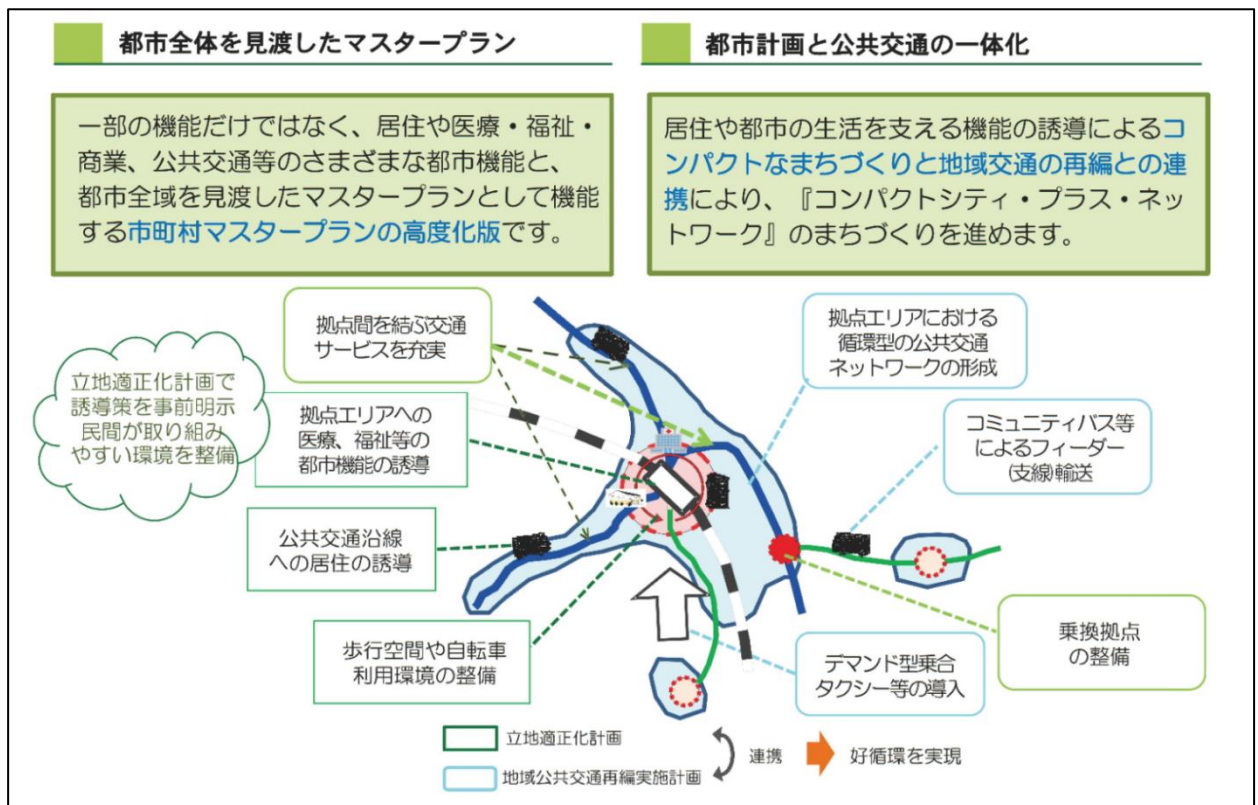 都市全体を見渡したマスタープラン
一部の機能だけではなく、居住や医療・福祉・
商業、公共交通等のさまざまな都市機能と、
都市全域を見渡したマスタープランとして機能
する市町村マスタープランの高度化版です。
都市計画と公共交通の一体化
居住や都市の生活を支える機能の誘導によるコ
ンパクトなまちづくりと地域交通の再編との連
携により、『コンパクトシティ・プラス・ネッ
トワーク』のまちづくりを進めます。
立地適正化計画で
誘導策を事前明示
民間が取り組み
やすい環境を整備
拠点間を結ぶ交通
サービスを充実
拠点エリアへの
医療、福祉等の
都市機能の誘導
公共交通沿線
への居住の誘導
歩行空間や自転車
利用環境の整備
拠点エリアにおける
循環型の公共交通
ネットワークの形成
コミュニティバス等
によるフィーダー
(支線)輸送
乗換拠点
の整備
デマンド型乗合
タクシー等の導入
立地適正化計画
地域公共交通再編実施計画
連携
好循環を実現